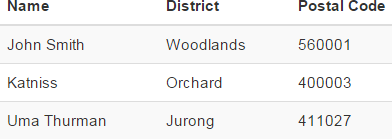 Name District Postal Code
John Smith Woodlands 560001
Katniss Orchard 400003
Uma Thurman Jurong 411027